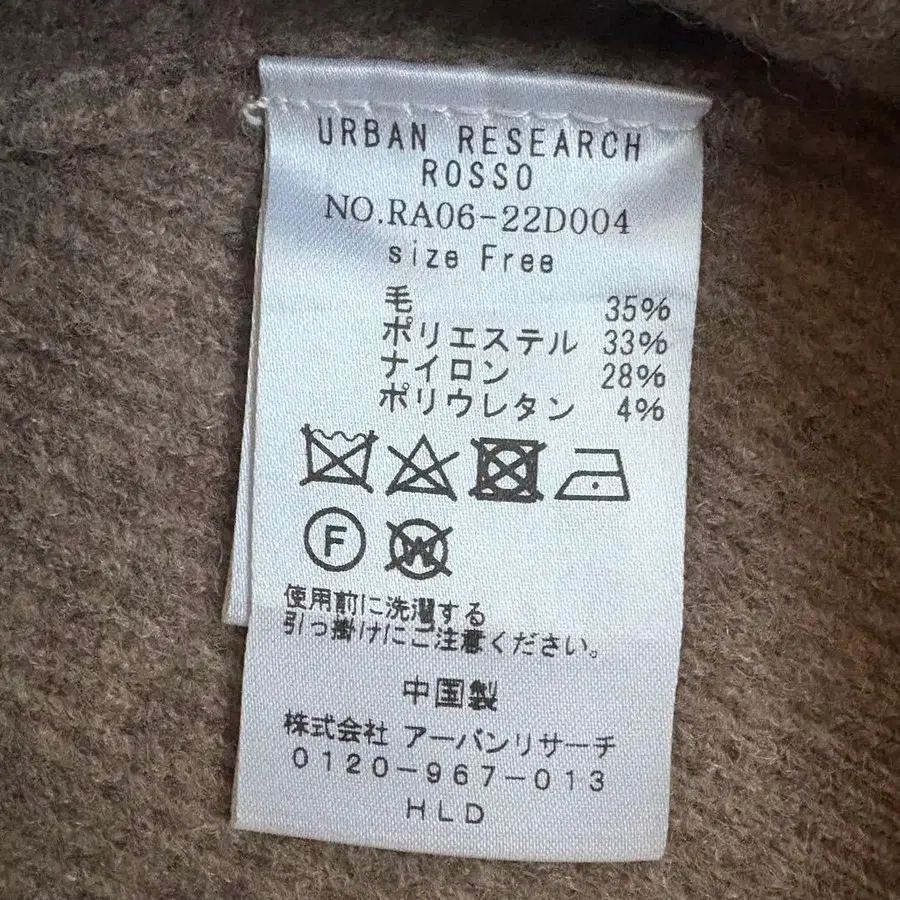 URBAN RESEARCH
ROSSO
NO.RA06-22D004
size Free
毛 35%
ポリエステル 33%
ナイロン 28%
ポリウレタン 4%
F W
使用前に洗濯する
引っ掛けにご注意ください。
中国製
株式会社 アーバンリサーチ
0120-967-013
HLD